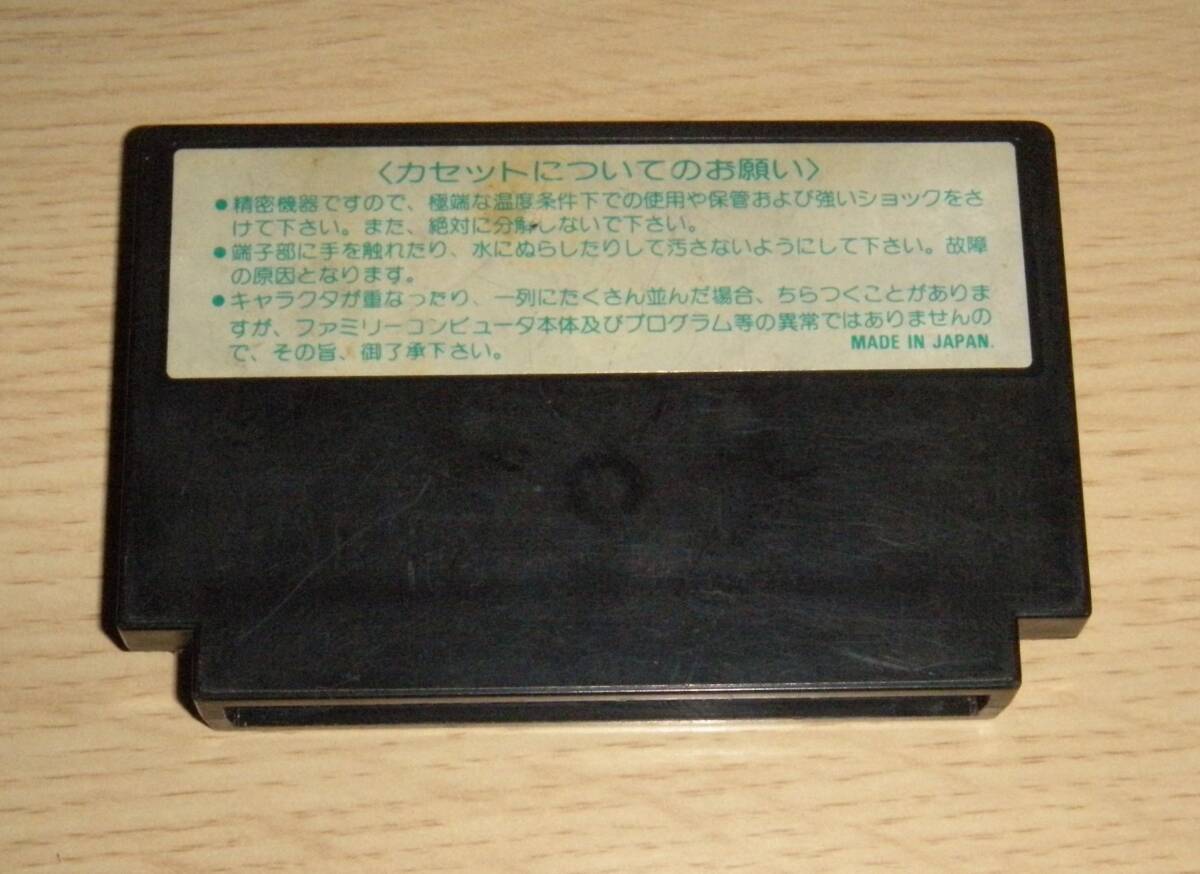 〈カセットについてのお願い〉
●精密機器ですので、極端な温度条件下での使用や保管および強いショックをさ
けて下さい。また、絶対に分解しないで下さい。
●端子部に手を触れたり、水にぬらしたりして汚さないようにして下さい。故障
の原因となります。
●キャラクタが重なったり、一列にたくさん並んだ場合、ちらつくことがありま
すが、ファミリーコンピュータ本体及びプログラム等の異常ではありませんの
で、その旨、御了承下さい。
MADE IN JAPAN.